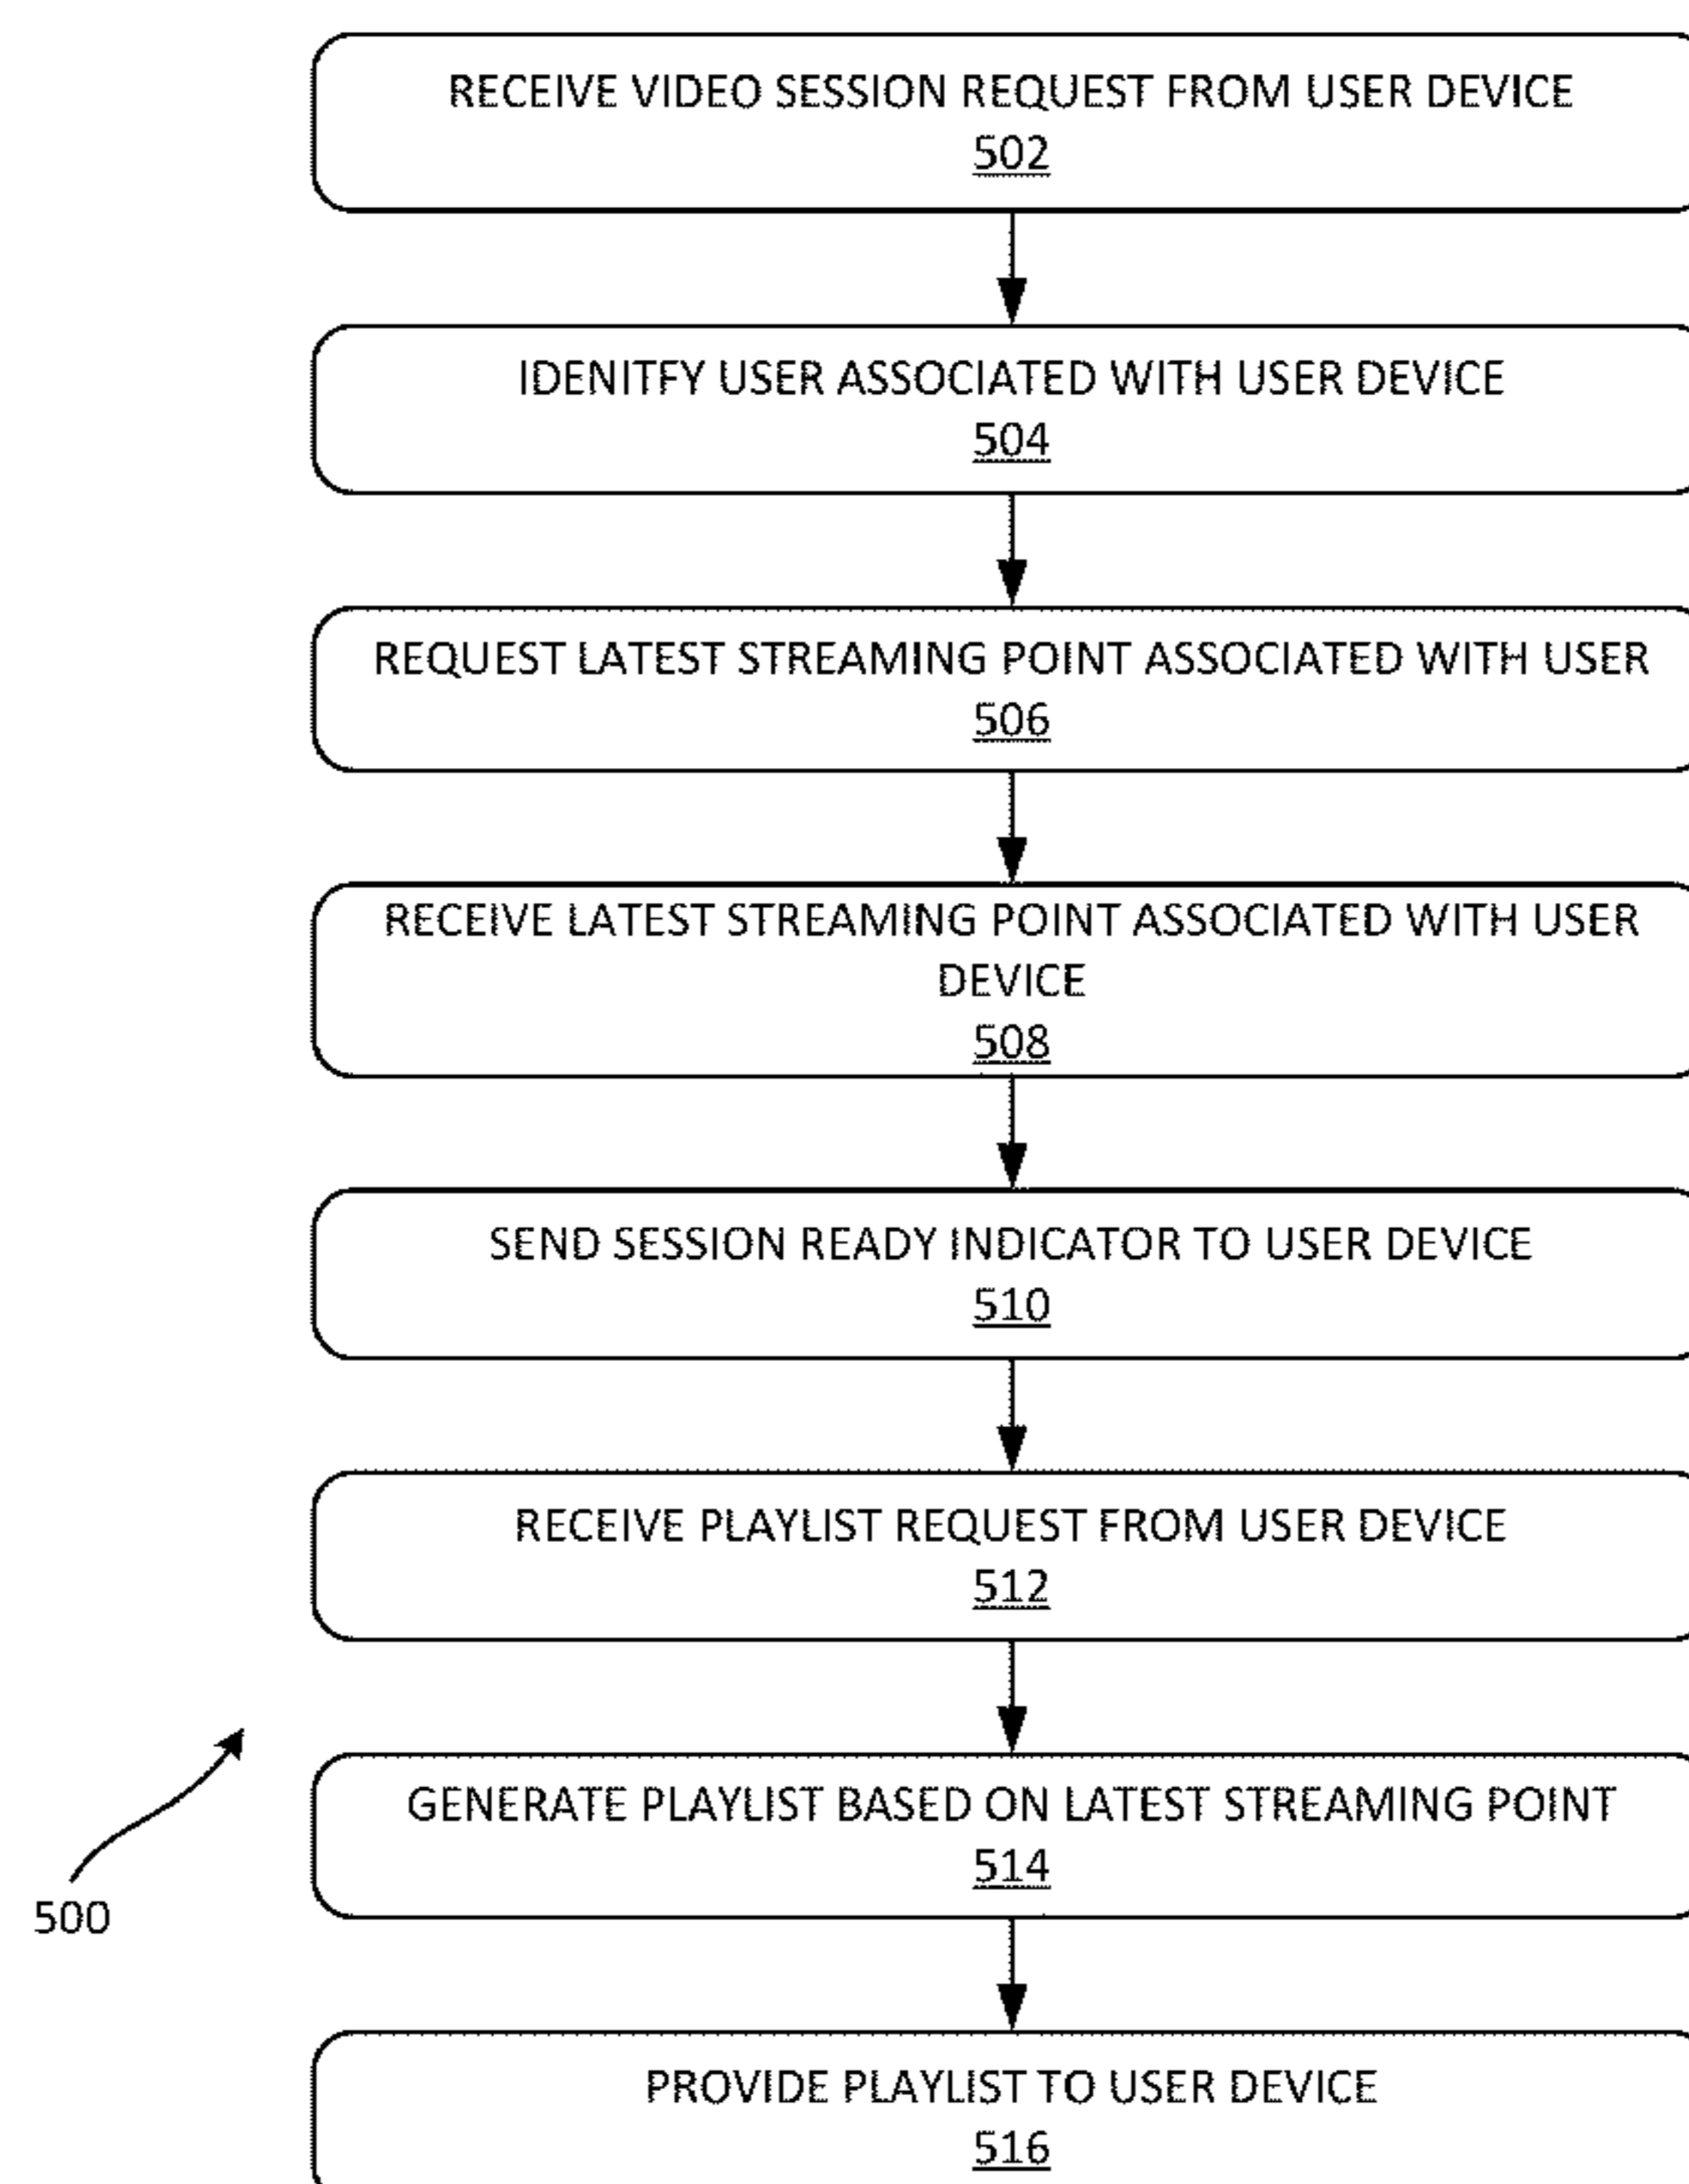 RECEIVE VIDEO SESSION REQUEST FROM USER DEVICE
502
IDENITFY USER ASSOCIATED WITH USER DEVICE
504
REQUEST LATEST STREAMING POINT ASSOCIATED WITH USER
506
RECEIVE LATEST STREAMING POINT ASSOCIATED WITH USER
DEVICE
508
SEND SESSION READY INDICATOR TO USER DEVICE
510
RECEIVE PLAYLIST REQUEST FROM USER DEVICE
512
GENERATE PLAYLIST BASED ON LATEST STREAMING POINT
514
500
PROVIDE PLAYLIST TO USER DEVICE
516